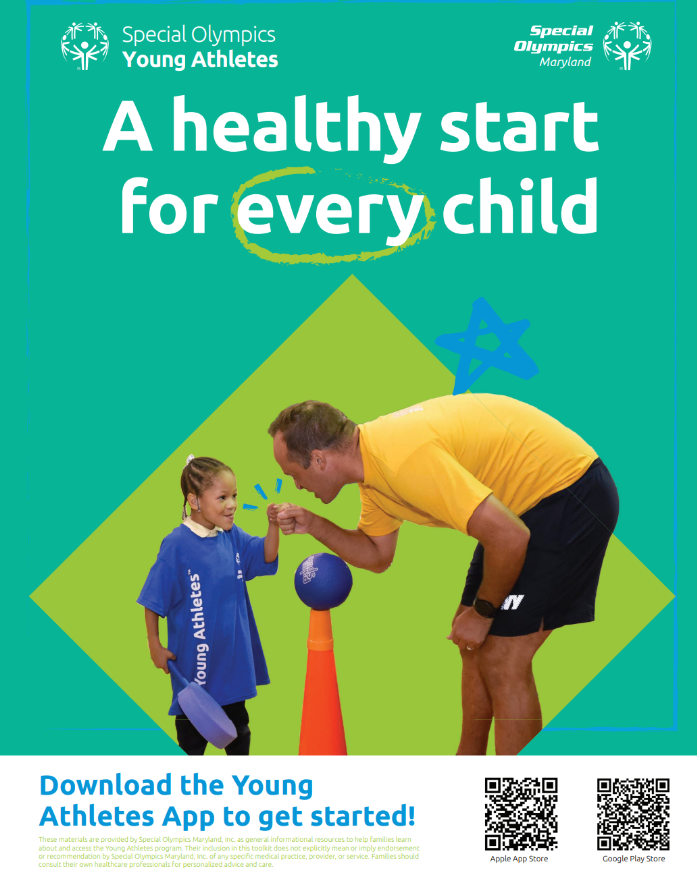 Special Olympics
Young Athletes
Special
Olympics
Maryland
A healthy start
for every child
Young Athletes™
Download the Young
Athletes App to get started!
These materials are provided by Special Olympics Maryland, Inc. as general informational resources to help families learn
about and access the Young Athletes program. Their inclusion in this toolkit does not explicitly mean or imply endorsement
or recommendation by Special Olympics Maryland, Inc. of any specific medical practice, provider, or service. Families should
consult their own healthcare professionals for personalized advice and care.
Apple App Store
Google Play Store